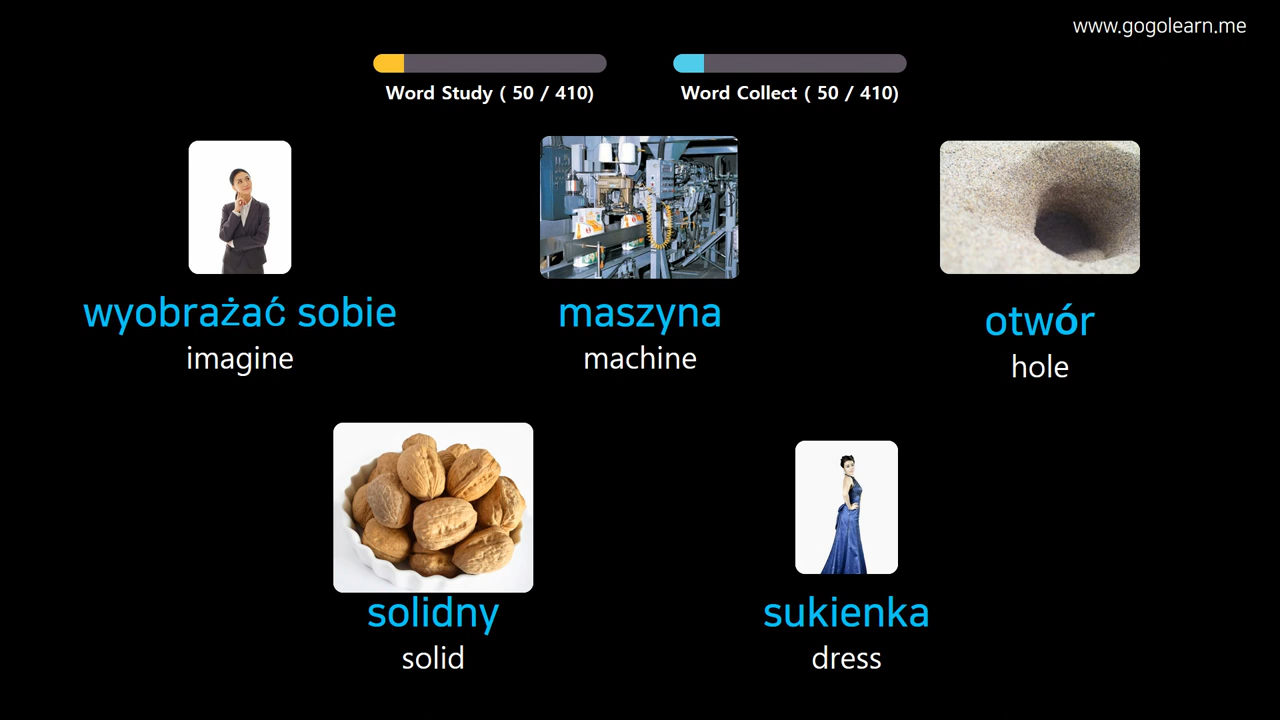 www.gogolearn.me
Word Study ( 50 / 410)
Word Collect ( 50 / 410)
wyobrażać sobie
imagine
maszyna
machine
otwór
hole
solidny
solid
sukienka
dress